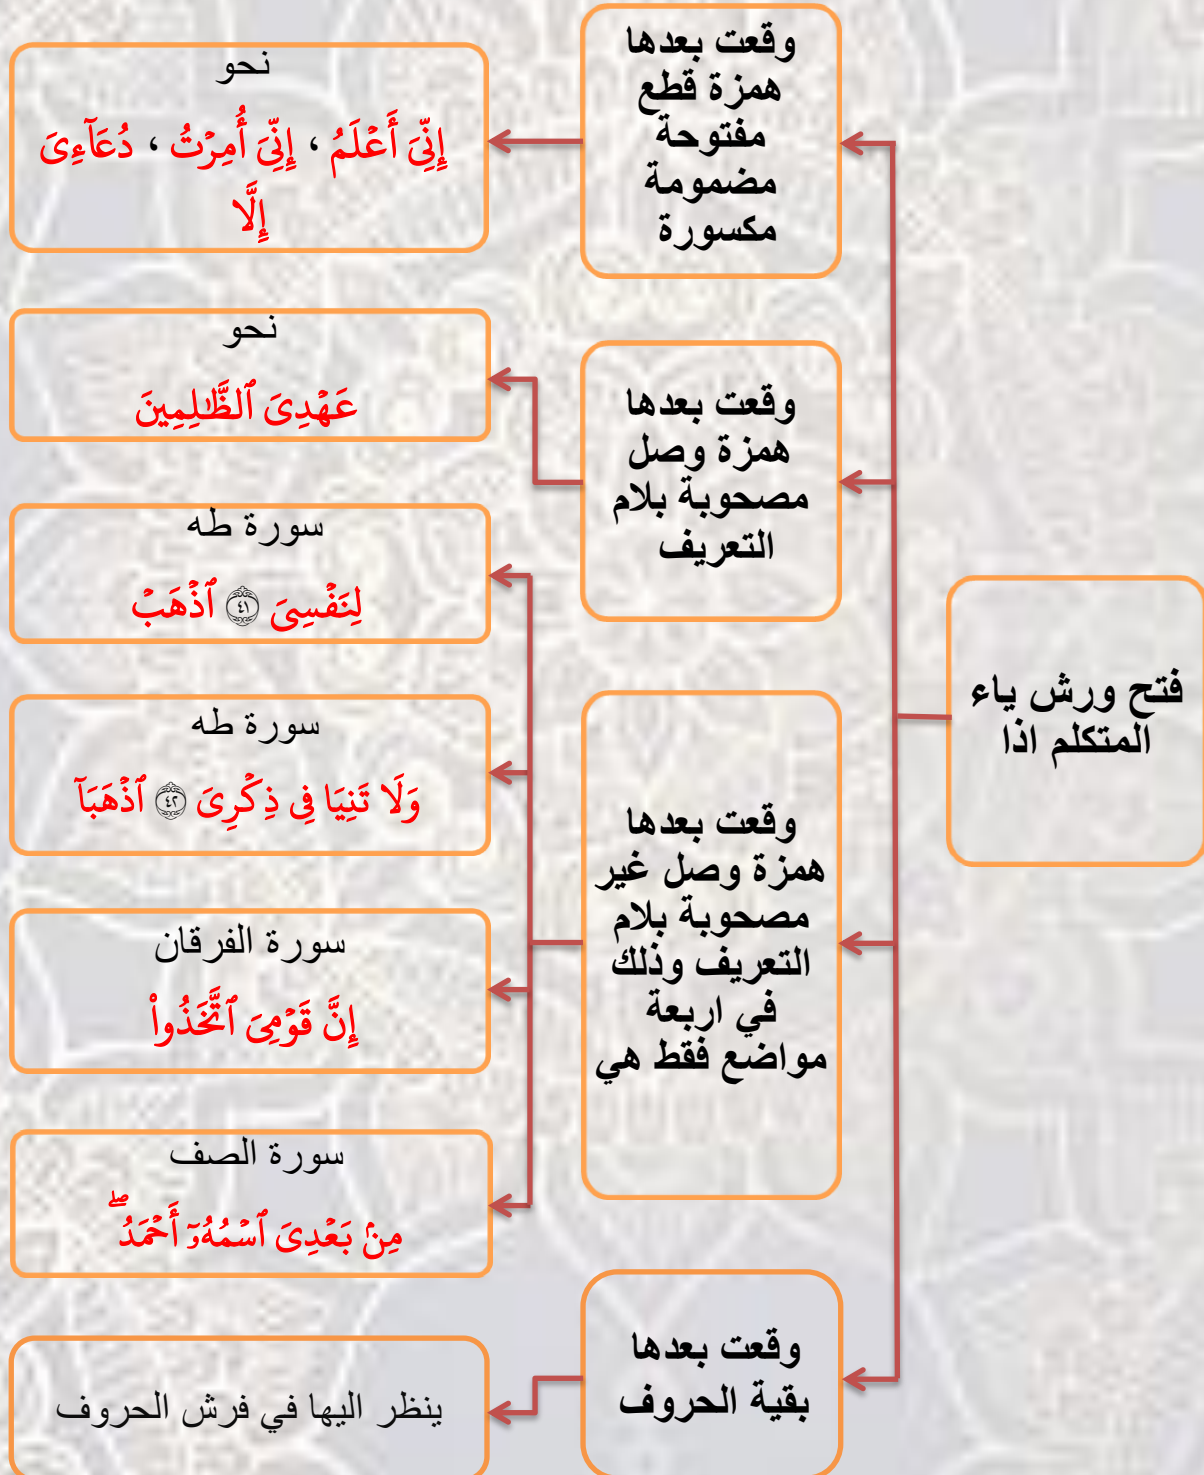 فتح ورش ياء
المتكلم اذا
وقعت بعدها
همزة قطع
مفتوحة
مضمومة
مكسورة
نحو
إِنِّيَ أَعْلَمُ ، إِنِّيَ أُمِرْتُ ، دُعَآءِىَ
إِلَّا
وقعت بعدها
همزة وصل
مصحوبة بلام
التعريف
نحو
عَهْدِىَ ٱلظَّٰلِمِينَ
وقعت بعدها
همزة وصل غير
مصحوبة بلام
التعريف وذلك
في اربعة
مواضع فقط هي
سورة طه
لِنَفْسِىَ ٤١ ٱذْهَبْ
سورة طه
وَلَا تَنِيَا فِى ذِكْرِىَ ٤٢ ٱذْهَبَآ
سورة الفرقان
إِنَّ قَوْمِىَ ٱتَّخَذُوا۟
سورة الصف
مِنۢ بَعْدِىَ ٱسْمُهُۥٓ أَحْمَدُۖ
وقعت بعدها
بقية الحروف
ينظر اليها في فرش الحروف